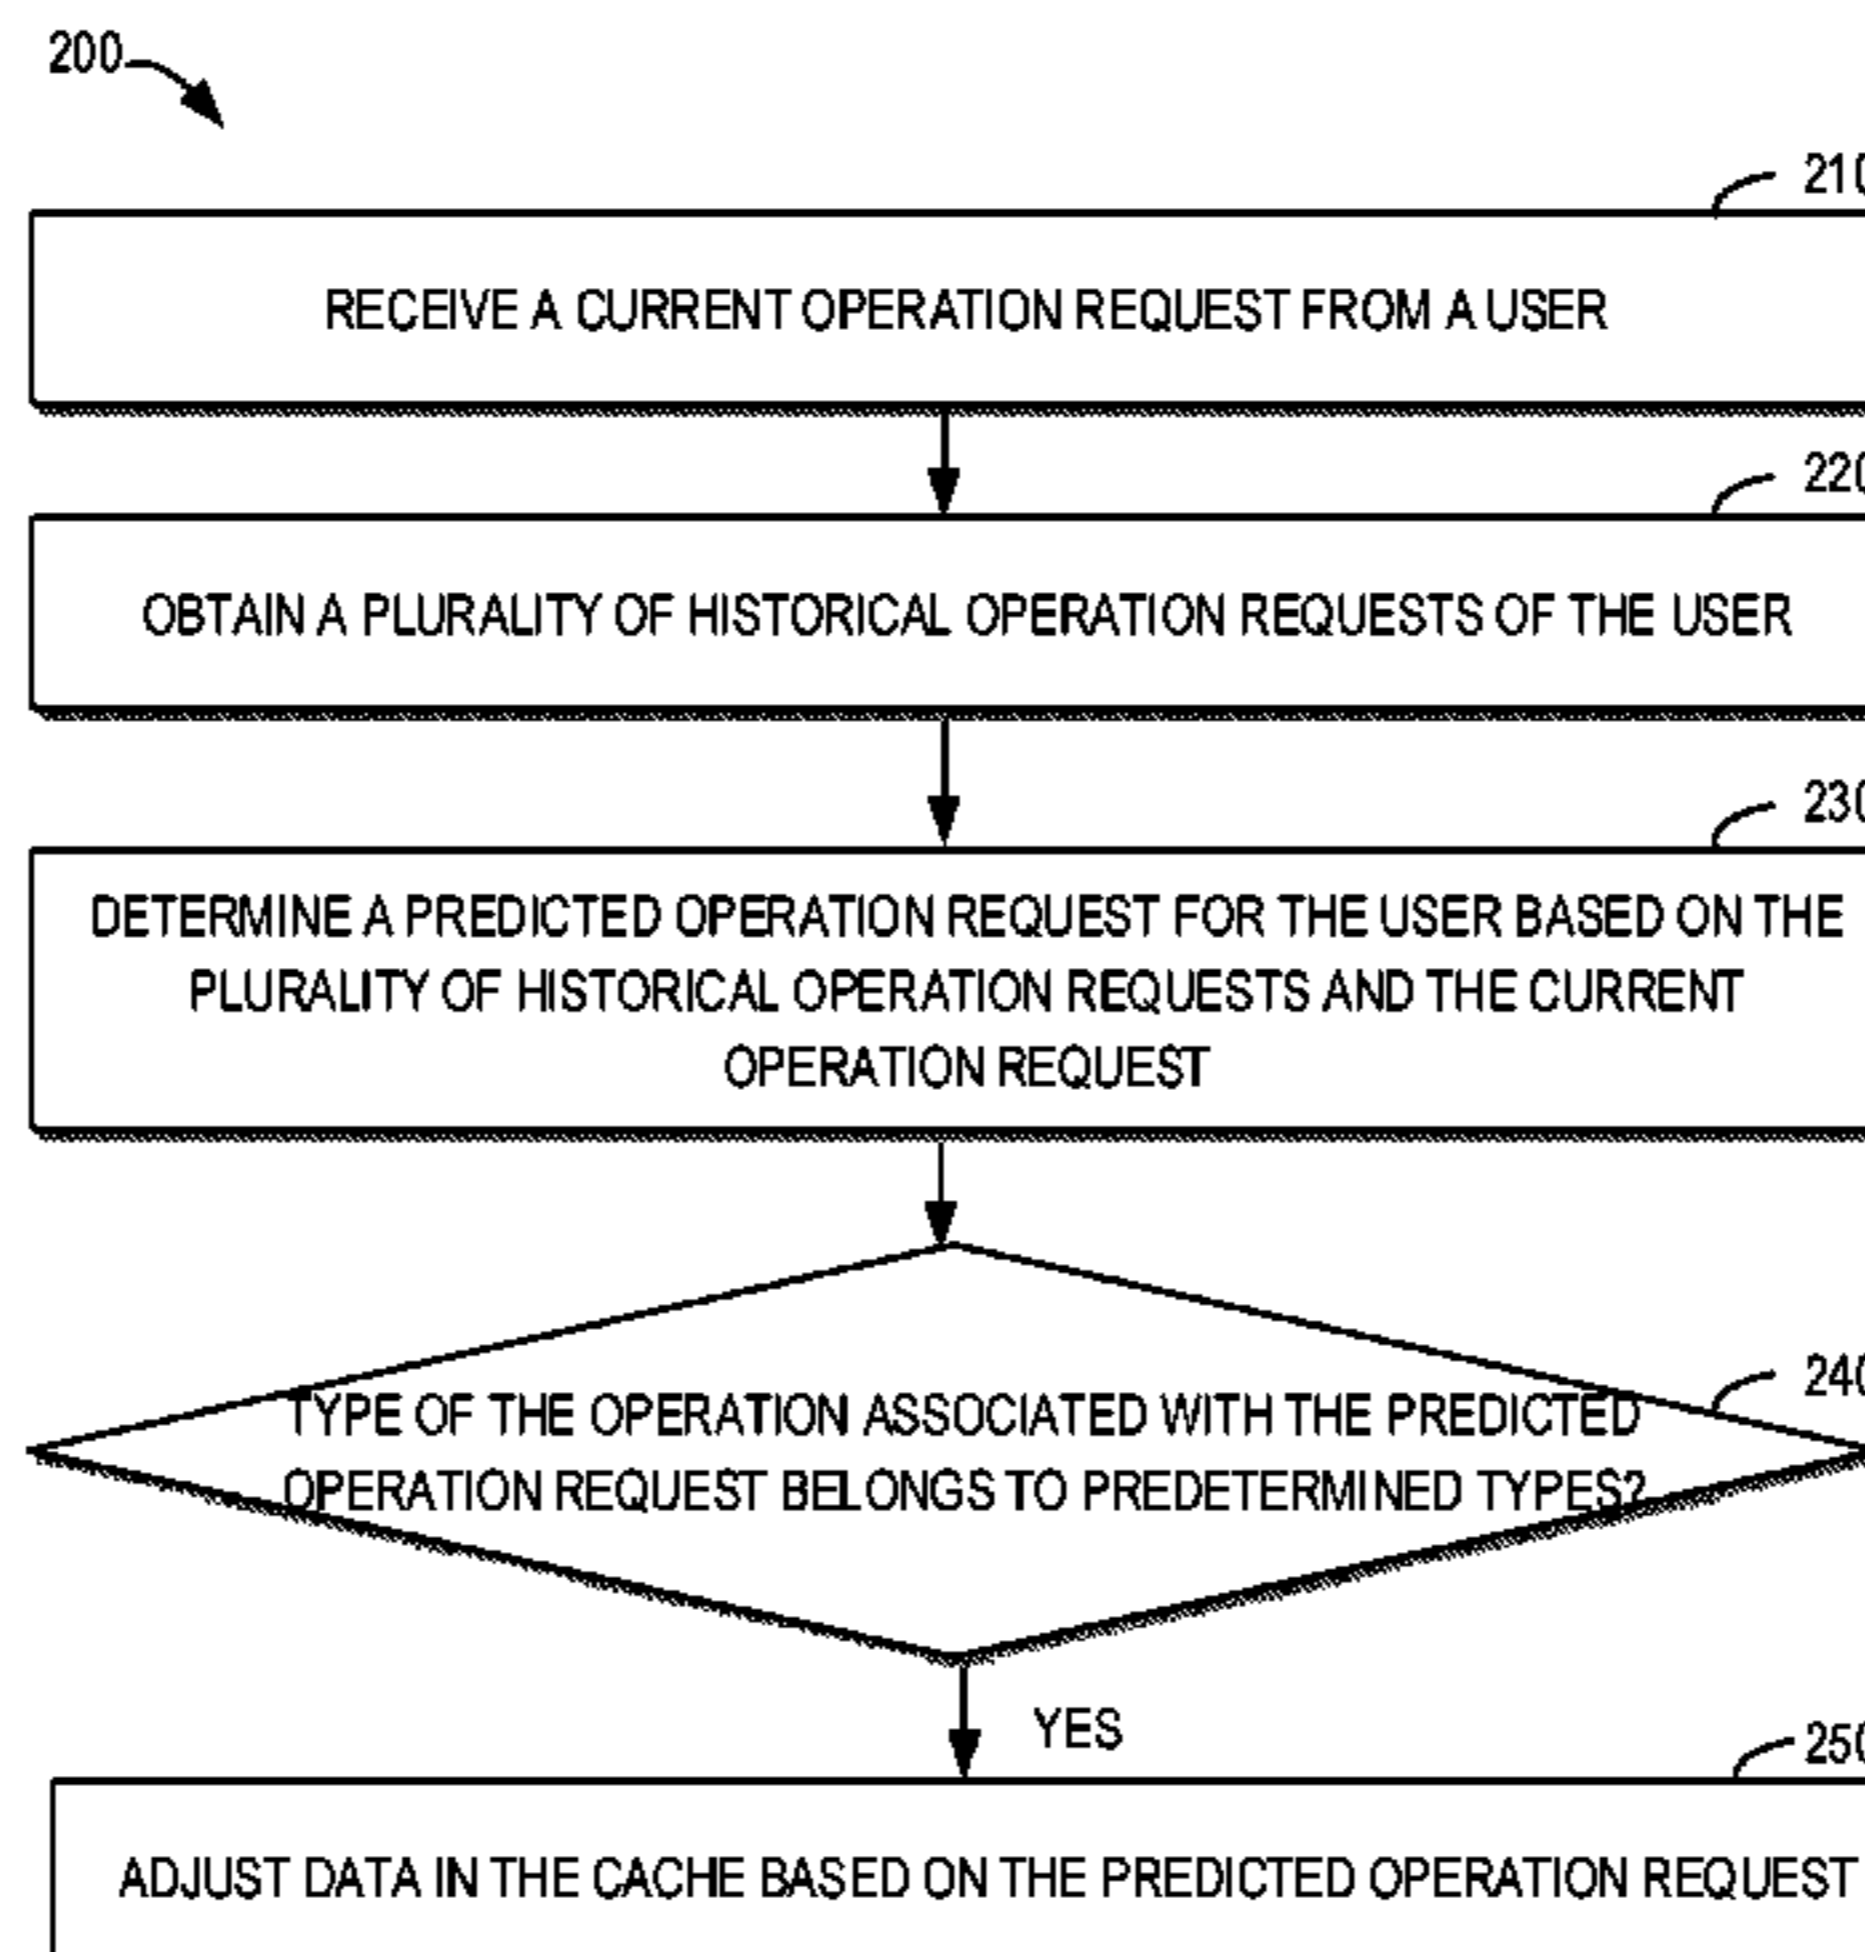 200
210
RECEIVE A CURRENT OPERATION REQUEST FROM A USER
220
OBTAIN A PLURALITY OF HISTORICAL OPERATION REQUESTS OF THE USER
230
DETERMINE A PREDICTED OPERATION REQUEST FOR THE USER BASED ON THE
PLURALITY OF HISTORICAL OPERATION REQUESTS AND THE CURRENT
OPERATION REQUEST
240
TYPE OF THE OPERATION ASSOCIATED WITH THE PREDICTED
OPERATION REQUEST BELONGS TO PREDETERMINED TYPES?
YES
250
ADJUST DATA IN THE CACHE BASED ON THE PREDICTED OPERATION REQUEST